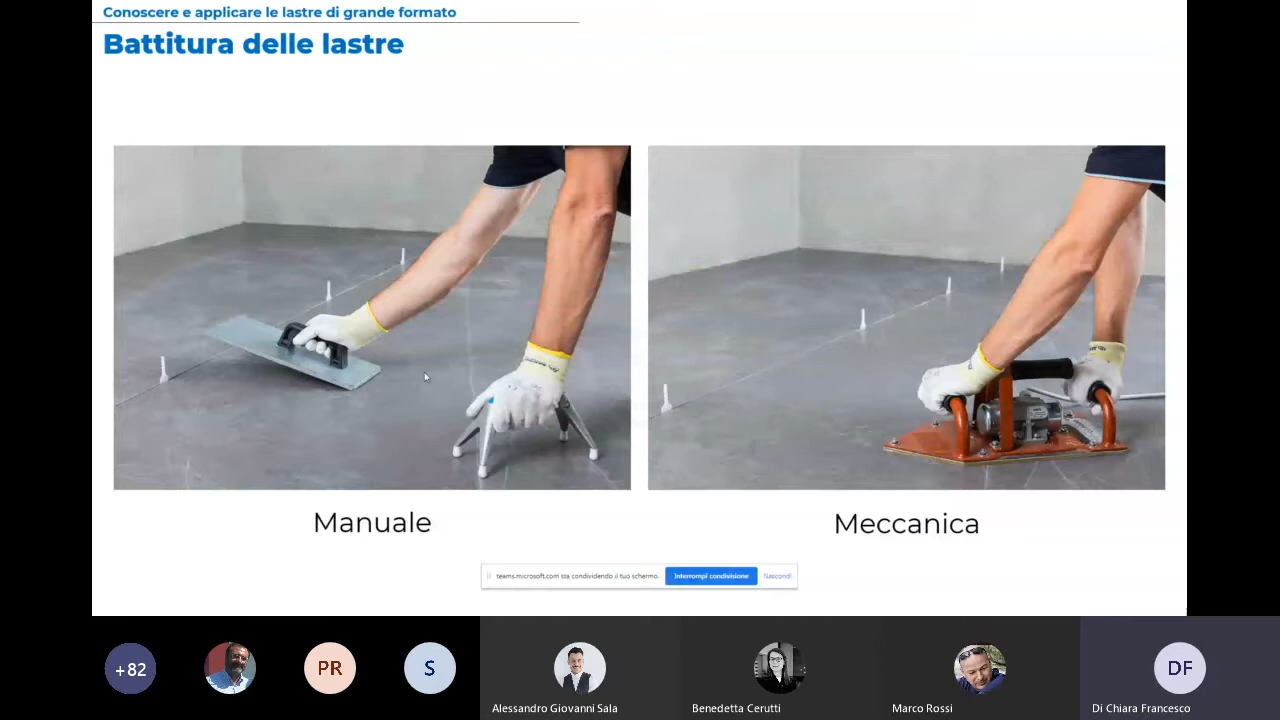 Conoscere e applicare le lastre di grande formato
Battitura delle lastre
Manuale
Meccanica
teams.microsoft.com sta condividendo il tuo schermo.
Interrompi condivisione
Nascondi
+82
PR
S
DF
Alessandro Giovanni Sala
Benedetta Cerutti
Marco Rossi
Di Chiara Francesco